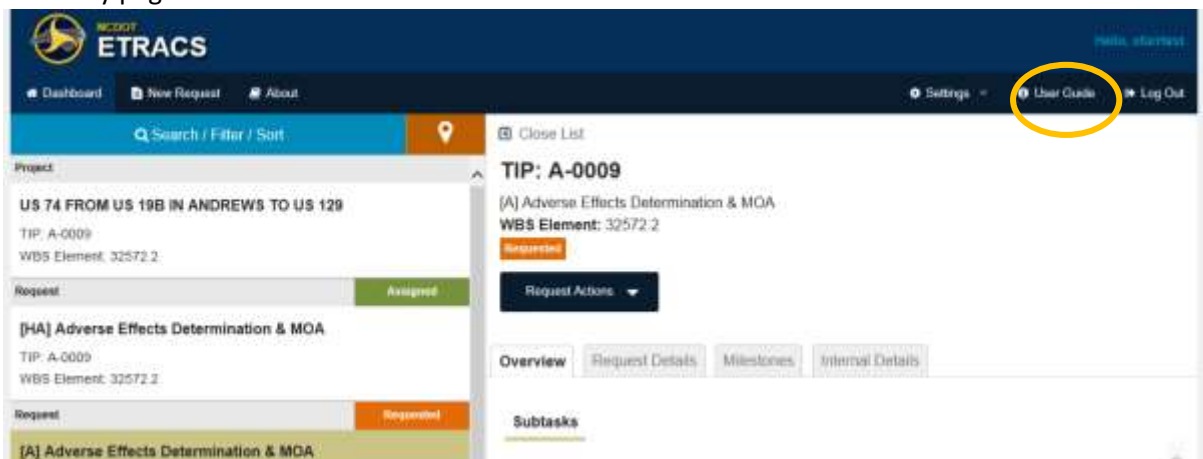 NCDOT
ETRACS
Dashboard New Request About
Settings User Guide Log Out
Search / Filter / Sort
Project
US 74 FROM US 19B IN ANDREWS TO US 129
TIP: A-0009
WBS Element: 32572.2
Request Assigned
[HA] Adverse Effects Determination & MOA
TIP: A-0009
WBS Element: 32572.2
Request Requested
[A] Adverse Effects Determination & MOA
Close List
TIP: A-0009
[A] Adverse Effects Determination & MOA
WBS Element: 32572.2
Requested
Request Actions
Overview Request Details Milestones Internal Details
Subtasks